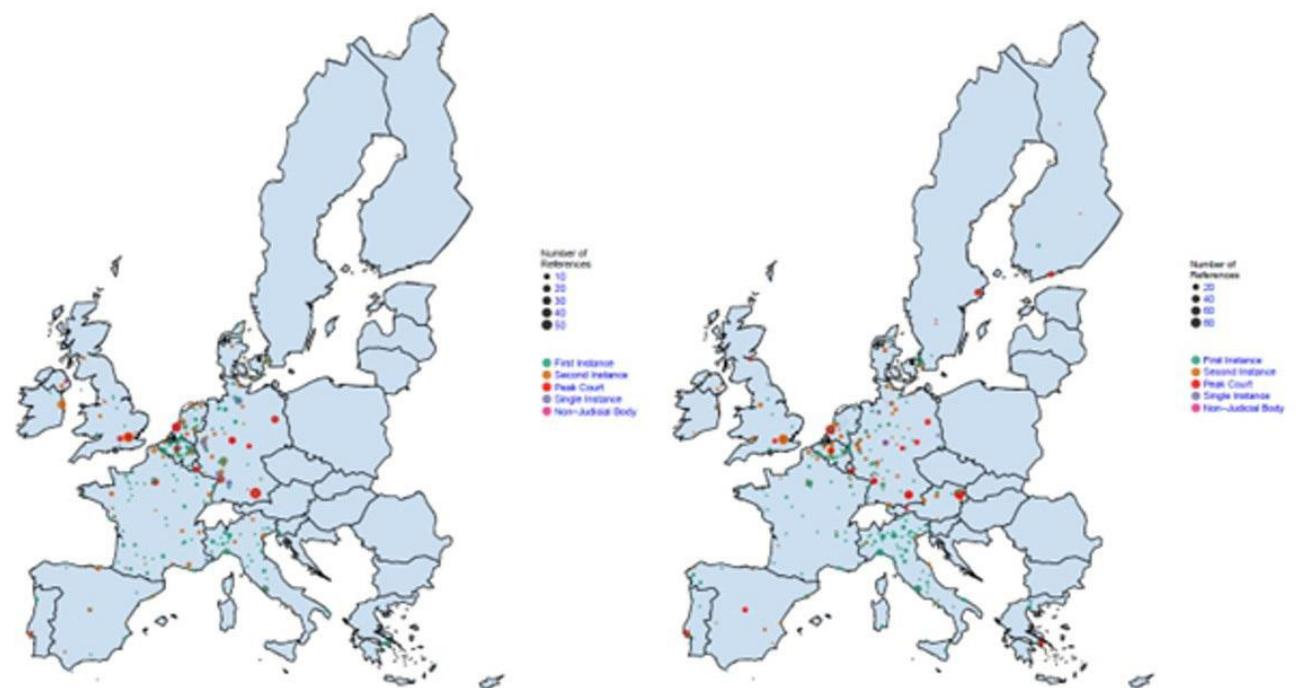 Number of
References
10
20
30
40
50
First Instance
Second Instance
Peak Court
Single Instance
Non-Judicial Body
Number of
References
20
40
60
80
First Instance
Second Instance
Peak Court
Single Instance
Non-Judicial Body